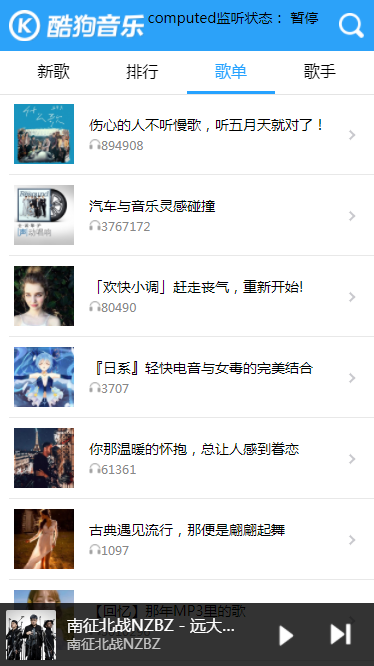 酷狗音乐 computed监听状态： 暂停
新歌 排行 歌单 歌手
伤心的人不听慢歌，听五月天就对了！
894908
汽车与音乐灵感碰撞
3767172
「欢快小调」赶走丧气，重新开始!
80490
『日系』轻快电音与女毒的完美结合
3707
你那温暖的怀抱，总让人感到眷恋
61361
古典遇见流行，那便是翩翩起舞
1097
【回忆】那年MP3里的歌
南征北战NZBZ - 远大...
南征北战NZBZ